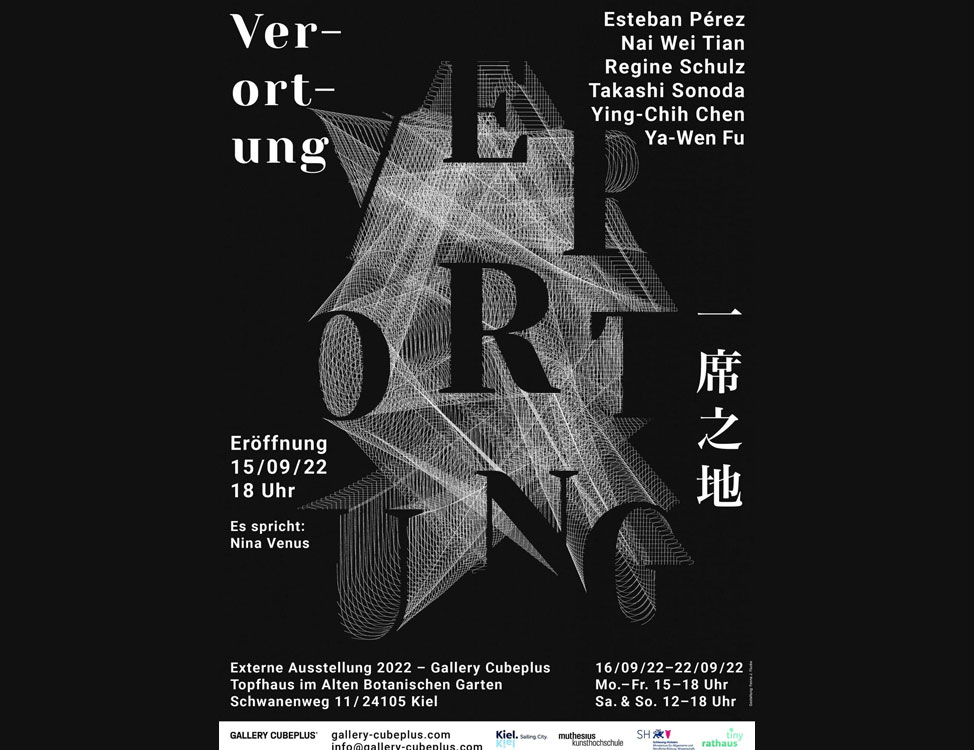 Ver-
ort-
ung
Esteban Pérez
Nai Wei Tian
Regine Schulz
Takashi Sonoda
Ying-Chih Chen
Ya-Wen Fu
VER
ORT
UNG
一席之地
Eröffnung
15/09/22
18 Uhr
Es spricht:
Nina Venus
Externe Ausstellung 2022 – Gallery Cubeplus
Topfhaus im Alten Botanischen Garten
Schwanenweg 11/24105 Kiel
16/09/22–22/09/22
Mo.–Fr. 15–18 Uhr
Sa. & So. 12–18 Uhr
GALLERY CUBEPLUS
gallery-cubeplus.com
info@gallery-cubeplus.com
Kiel. Sailing City.
kiel
muthesius
kunsthochschule
SH
tiny
rathaus